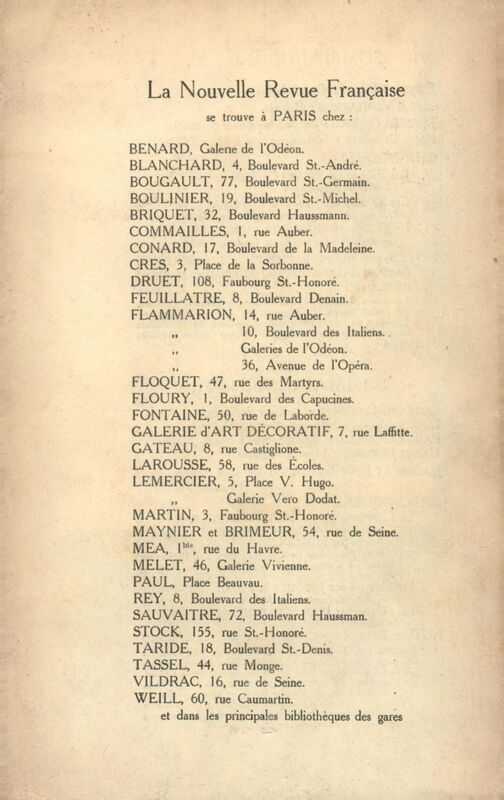 La Nouvelle Revue Française
se trouve à PARIS chez :
BENARD, Galerie de l'Odéon.
BLANCHARD, 4, Boulevard St.-André.
BOUGAULT, 77, Boulevard St.-Germain.
BOULINIER, 19, Boulevard St.-Michel.
BRIQUET, 32, Boulevard Haussmann.
COMMAILLES, 1, rue Auber.
CONARD, 17, Boulevard de la Madeleine.
CRES, 3, Place de la Sorbonne.
DRUET, 108, Faubourg St.-Honoré.
FEUILLATRE, 8, Boulevard Denain.
FLAMMARION, 14, rue Auber.
„ 10, Boulevard des Italiens.
„ Galeries de l'Odéon.
„ 36, Avenue de l'Opéra.
FLOQUET, 47, rue des Martyrs.
FLOURY, 1, Boulevard des Capucines.
FONTAINE, 50, rue de Laborde.
GALERIE d'ART DÉCORATIF, 7, rue Laffitte.
GATEAU, 8, rue Castiglione.
LAROUSSE, 58, rue des Écoles.
LEMERCIER, 5, Place V. Hugo.
„ Galerie Vero Dodat.
MARTIN, 3, Faubourg St.-Honoré.
MAYNIER et BRIMEUR, 54, rue de Seine.
MEA, 1bis, rue du Havre.
MELET, 46, Galerie Vivienne.
PAUL, Place Beauvau.
REY, 8, Boulevard des Italiens.
SAUVAITRE, 72, Boulevard Haussman.
STOCK, 155, rue St.-Honoré.
TARIDE, 18, Boulevard St.-Denis.
TASSEL, 44, rue Monge.
VILDRAC, 16, rue de Seine.
WEILL, 60, rue Caumartin.
et dans les principales bibliothèques des gares